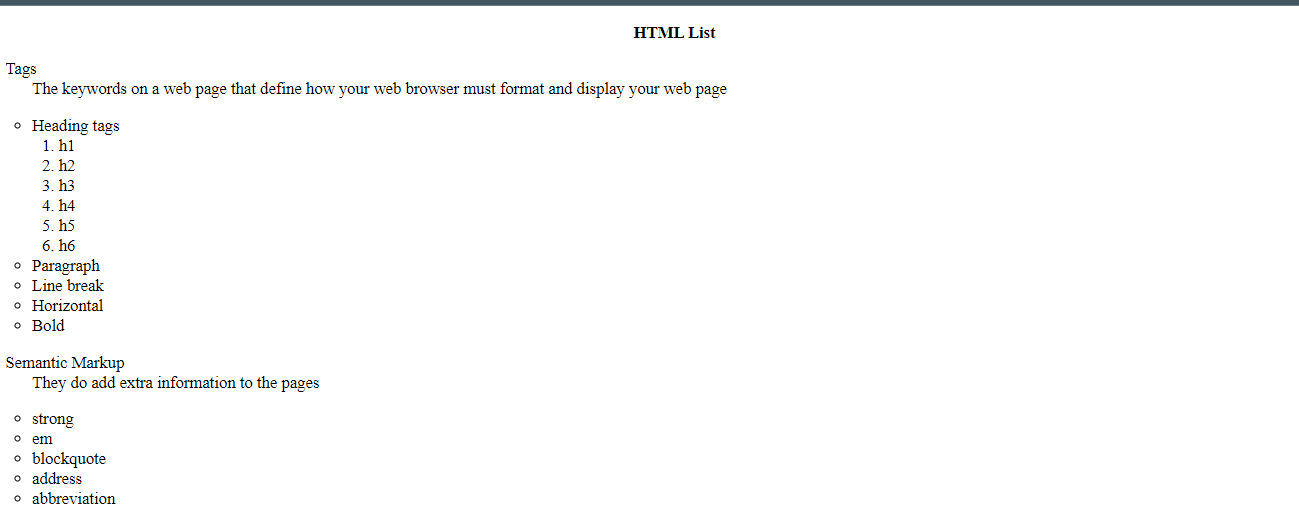 HTML List
Tags
The keywords on a web page that define how your web browser must format and display your web page
Heading tags
1. h1
2. h2
3. h3
4. h4
5. h5
6. h6
Paragraph
Line break
Horizontal
Bold
Semantic Markup
They do add extra information to the pages
strong
em
blockquote
address
abbreviation